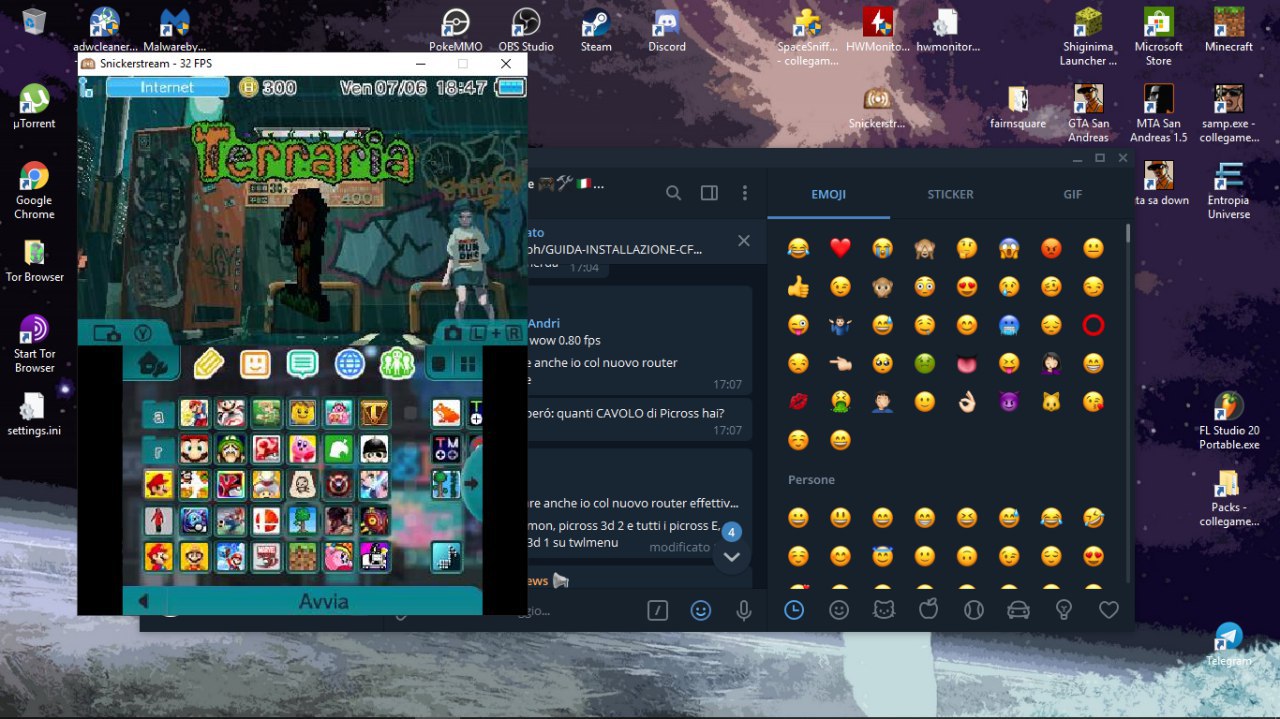 adwcleaner...
Malwareby...
PokeMMO
OBS Studio
Steam
Discord
SpaceSniff...
- collegam...
HWMonito...
hwmonitor...
Shiginima
Launcher ...
Microsoft
Store
Minecraft
Snickerstream - 32 FPS
Internet
300
Ven 07/06 18:47
Terraria
Y
L + R
Avvia
µTorrent
Google
Chrome
Tor Browser
Start Tor
Browser
settings.ini
Snickerstr...
fairnsquare
GTA San
Andreas
MTA San
Andreas 1.5
samp.exe -
collegame...
ta sa down
Entropia
Universe
FL Studio 20
Portable.exe
Packs -
collegame...
Telegram
e ...
ato
ph/GUIDA-INSTALLAZIONE-CF...
17:04
Andri
wow 0.80 fps
e anche io col nuovo router
e
17:07
peró: quanti CAVOLO di Picross hai?
17:07
re anche io col nuovo router effettiv...
mon, picross 3d 2 e tutti i picross E,
3d 1 su twlmenu
modificato
4
ews
ggio...
EMOJI
STICKER
GIF
Persone